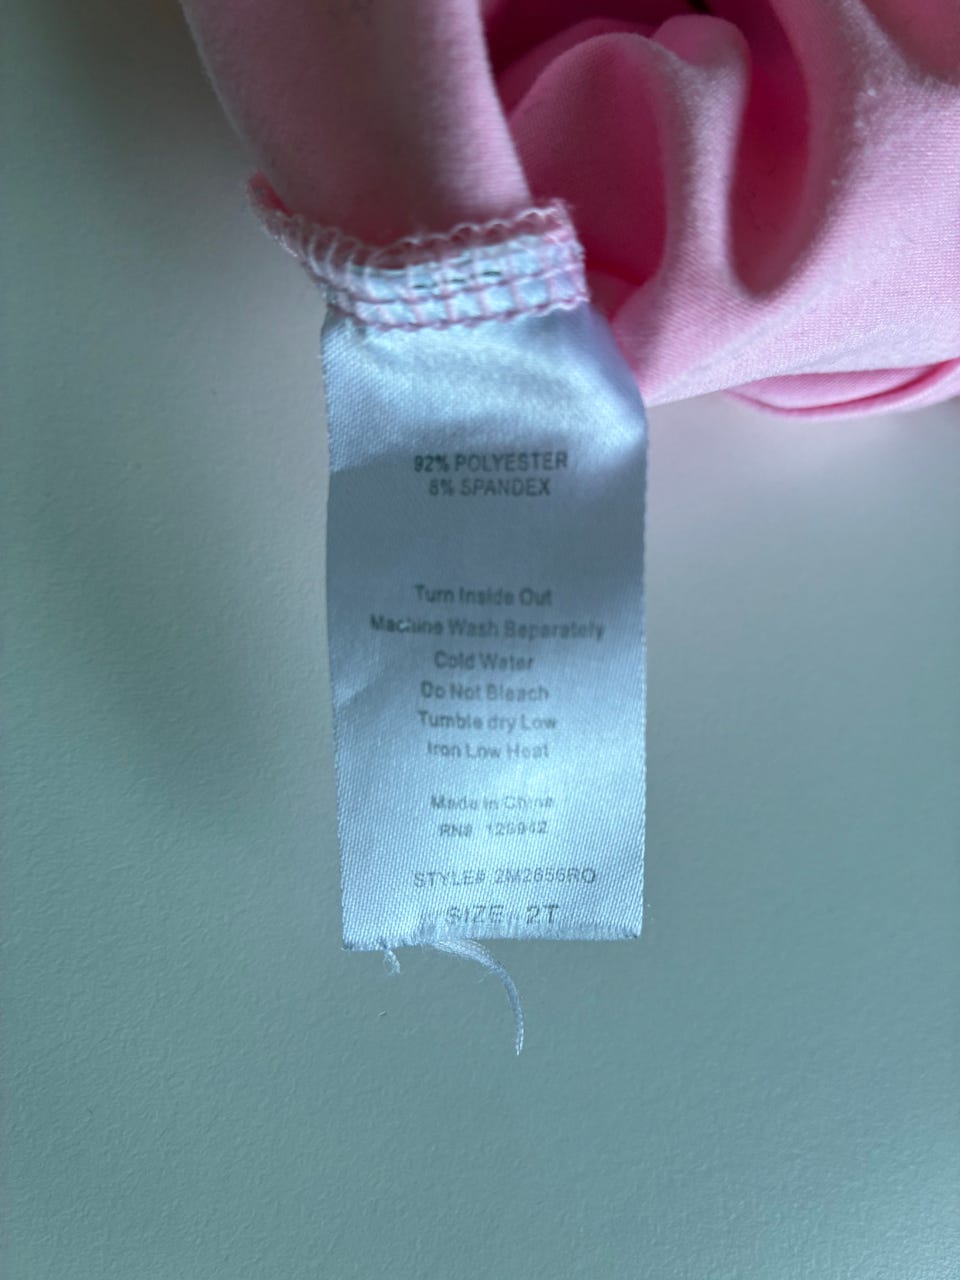 92% POLYESTER
8% SPANDEX
Turn Inside Out
Machine Wash Separately
Cold Water
Do Not Bleach
Tumble dry Low
Iron Low Heat
Made in China
RN#
STYLE# 2M2656RO
SIZE 2T